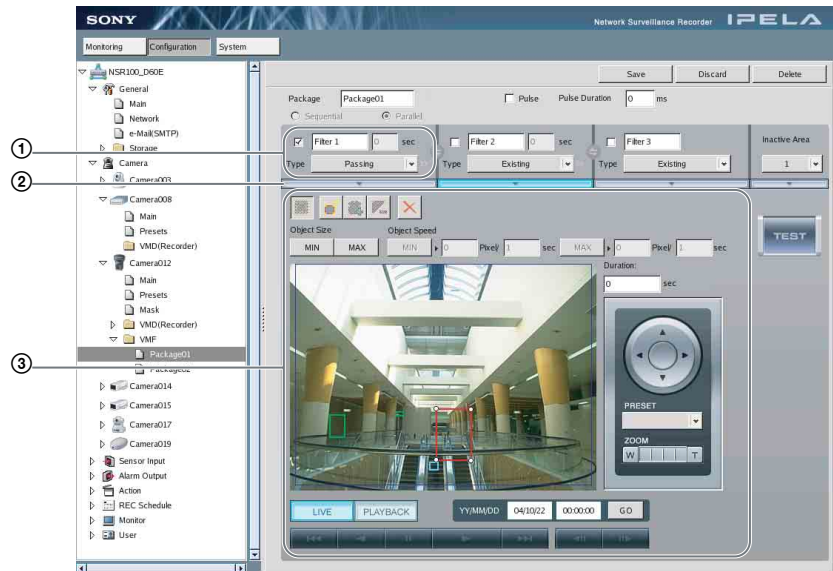 SONY
Network Surveillance Recorder IPELA
Monitoring Configuration System
NSR100_D60E
General
Main
Network
e-Mail(SMTP)
Storage
Camera
Camera003
Camera008
Main
Presets
VMD(Recorder)
Camera012
Main
Presets
Mask
VMD(Recorder)
VMF
Package01
Package02
Camera014
Camera015
Camera017
Camera019
Sensor Input
Alarm Output
Action
REC Schedule
Monitor
User
Save Discard Delete
Package Package01 Pulse Pulse Duration 0 ms
Sequential Parallel
Filter 1 0 sec Filter 2 0 sec Filter 3 Inactive Area
Type Passing Type Existing Type Existing 1
TEST
Object Size Object Speed
MIN MAX MIN 0 Pixel/ 1 sec MAX 0 Pixel/ 1 sec
Duration:
0 sec
PRESET
ZOOM
W T
LIVE PLAYBACK YY/MM/DD 04/10/22 00:00:00 GO
1
2
3